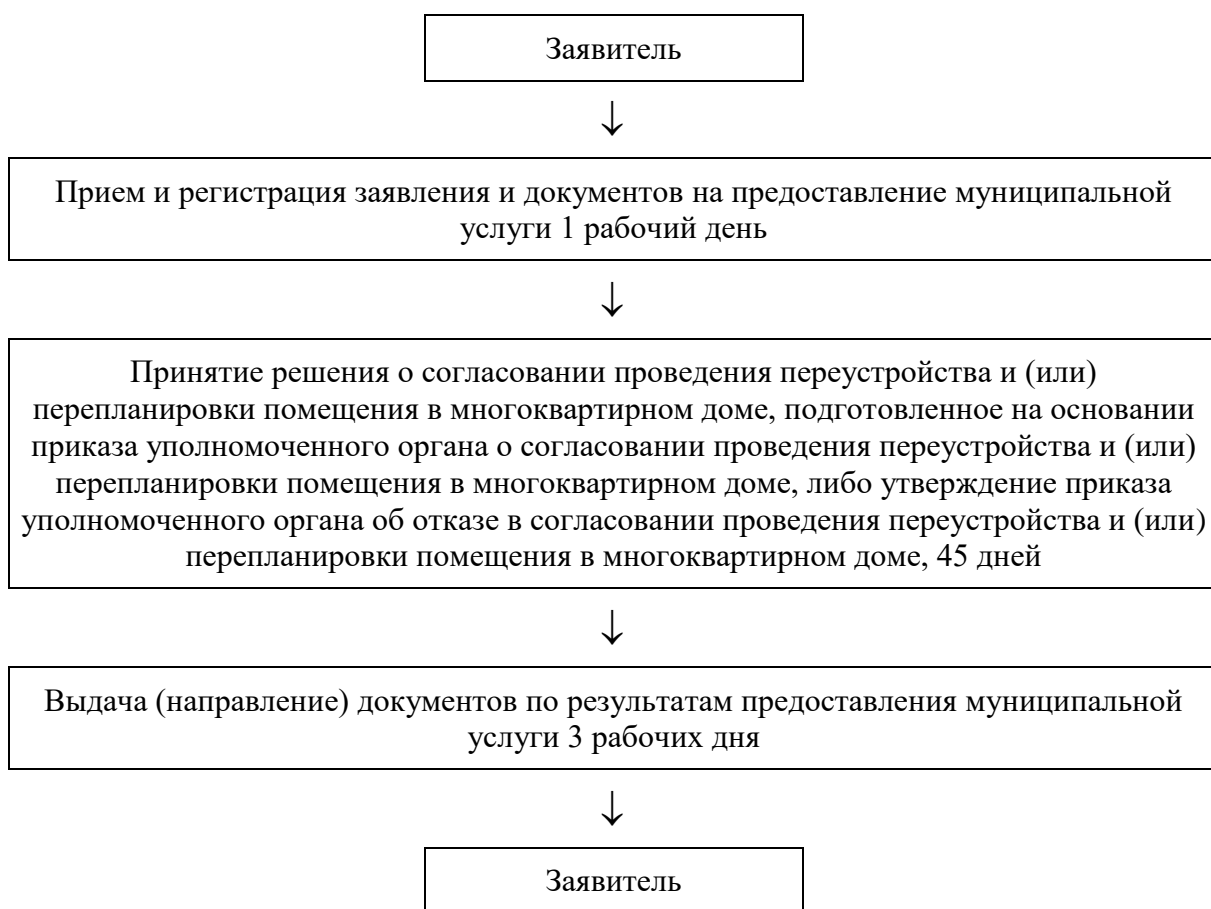 Заявитель
↓
Прием и регистрация заявления и документов на предоставление муниципальной
услуги 1 рабочий день
↓
Принятие решения о согласовании проведения переустройства и (или)
перепланировки помещения в многоквартирном доме, подготовленное на основании
приказа уполномоченного органа о согласовании проведения переустройства и (или)
перепланировки помещения в многоквартирном доме, либо утверждение приказа
уполномоченного органа об отказе в согласовании проведения переустройства и (или)
перепланировки помещения в многоквартирном доме, 45 дней
↓
Выдача (направление) документов по результатам предоставления муниципальной
услуги 3 рабочих дня
↓
Заявитель